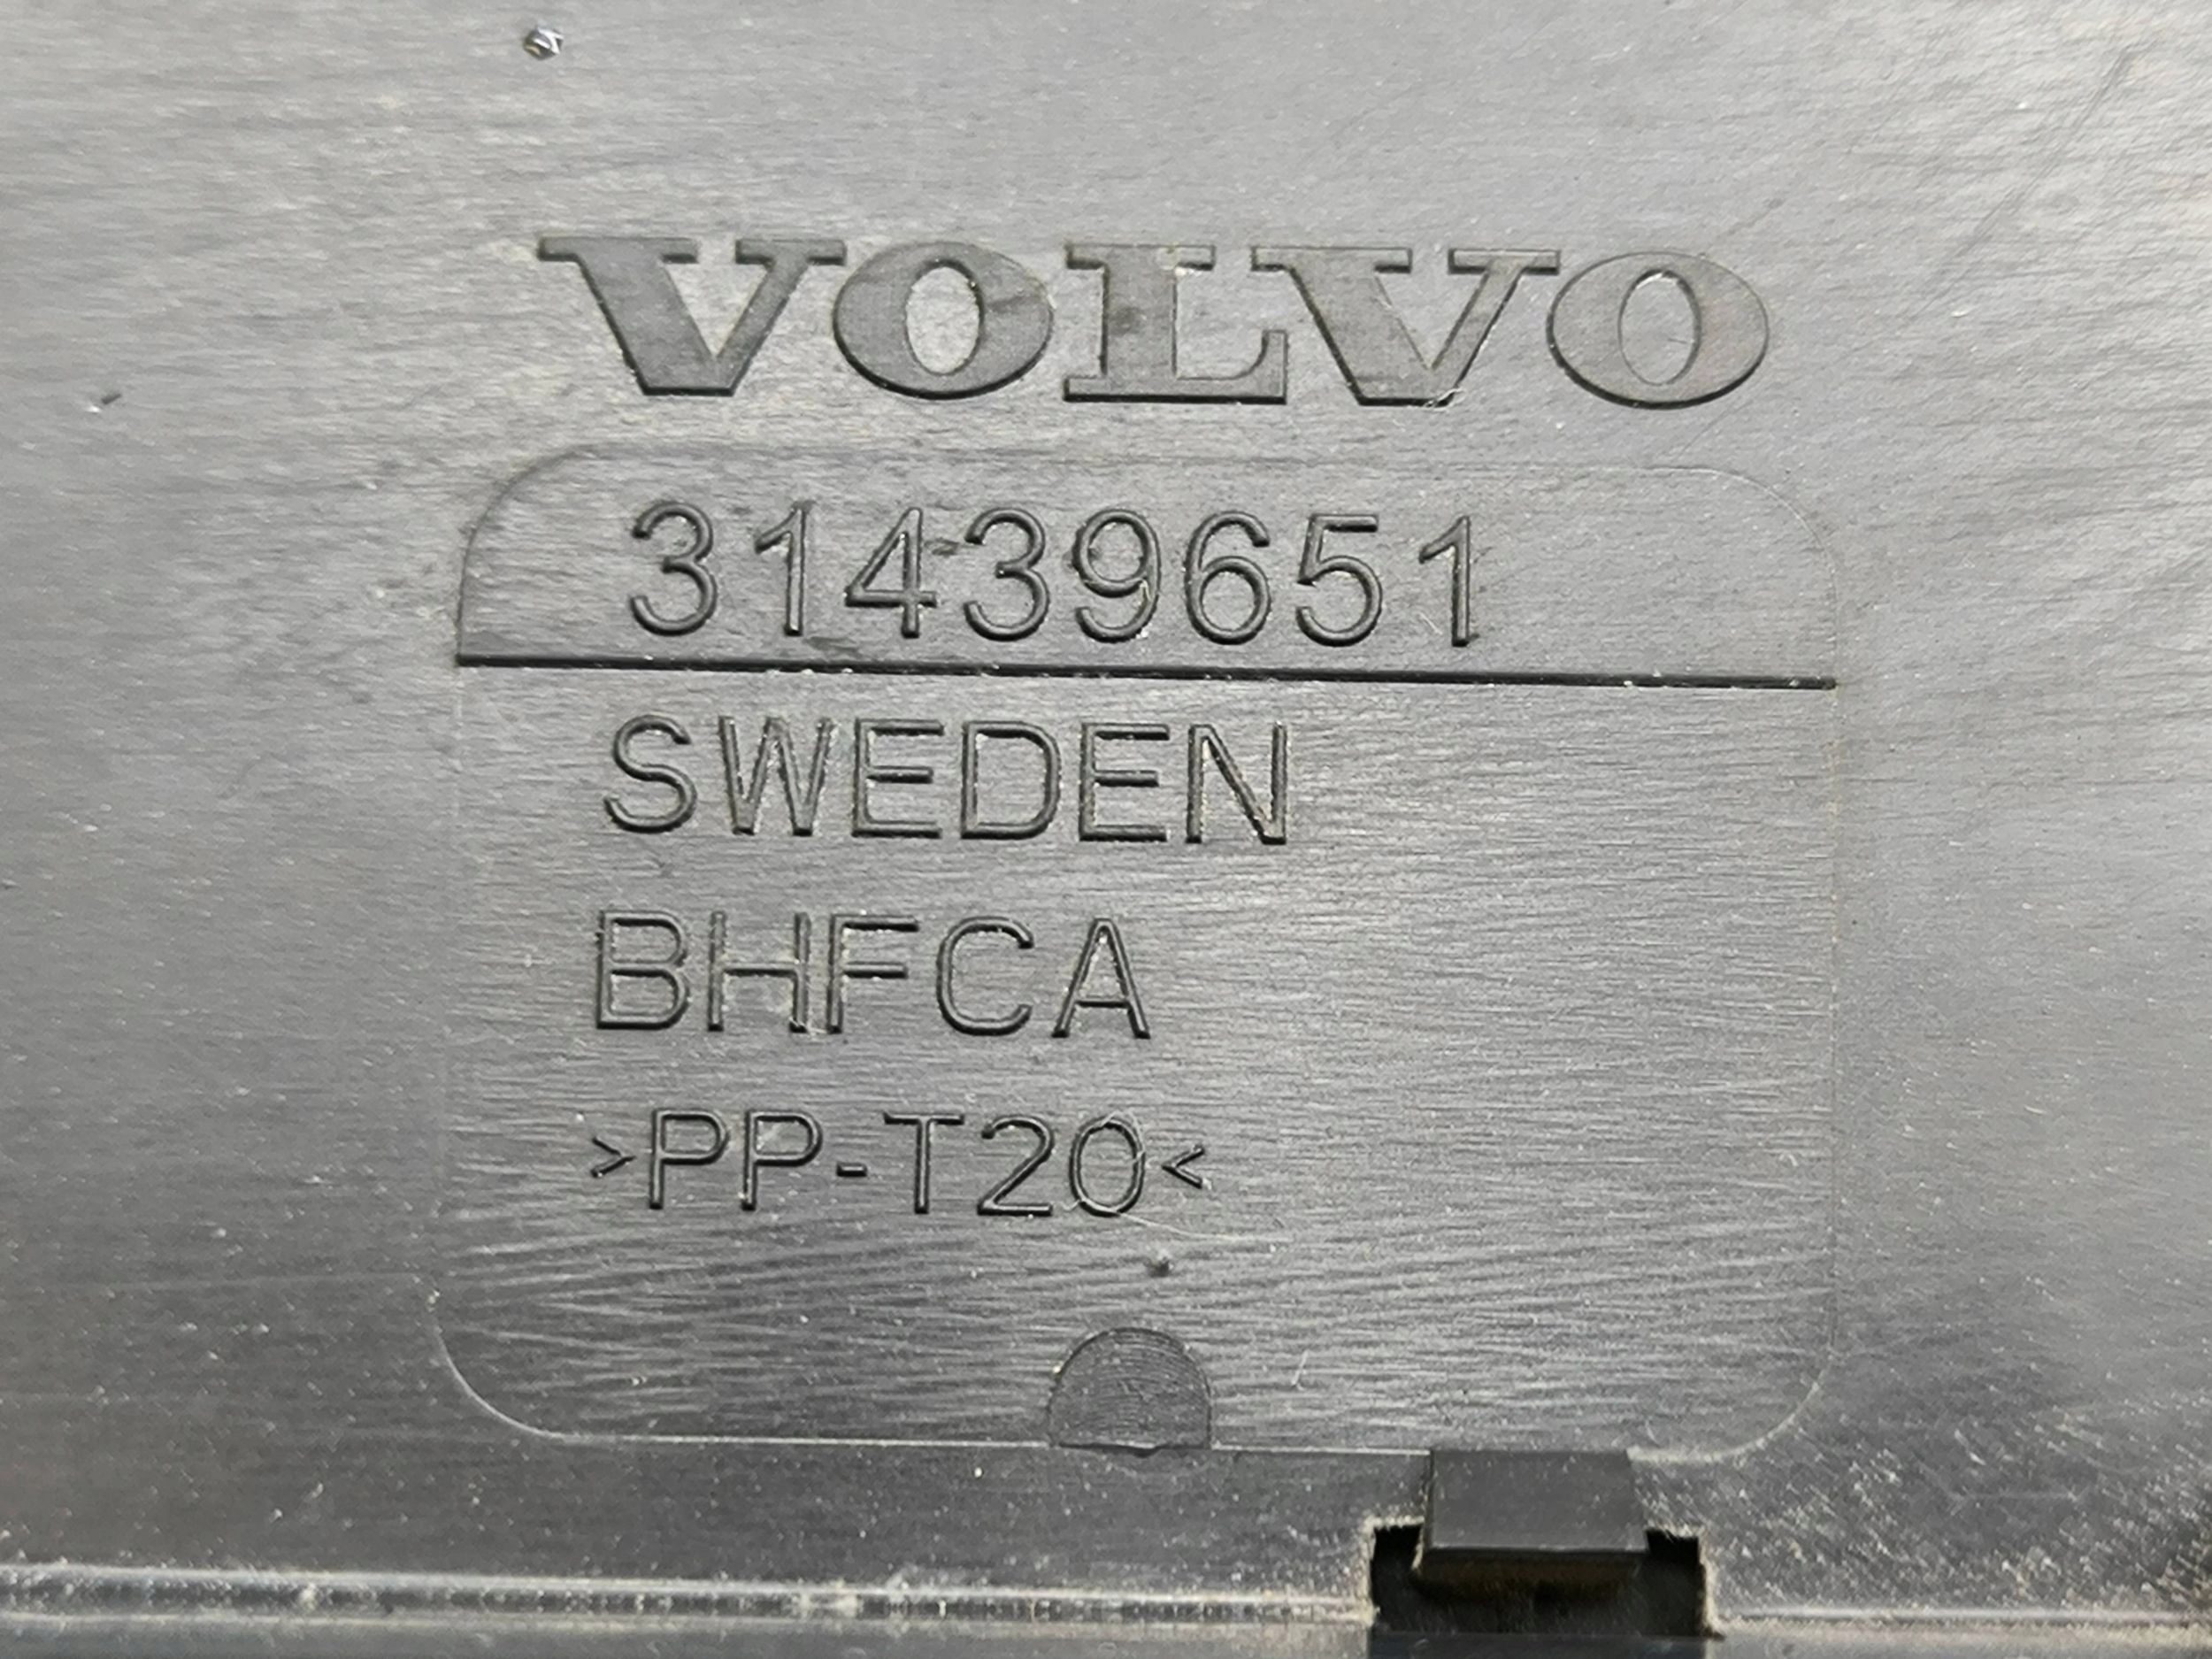 VOLVO
31439651
SWEDEN
BHFCA
>PP-T20<